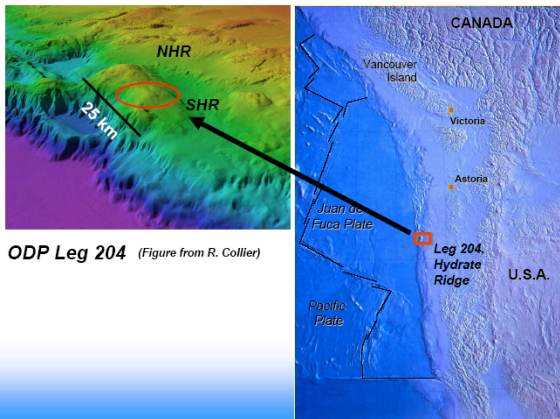 NHR
SHR
25 km
ODP Leg 204 (Figure from R. Collier)
CANADA
Vancouver
Island
Victoria
Astoria
Juan de
Fuca Plate
Leg 204,
Hydrate
Ridge
U.S.A.
Pacific
Plate